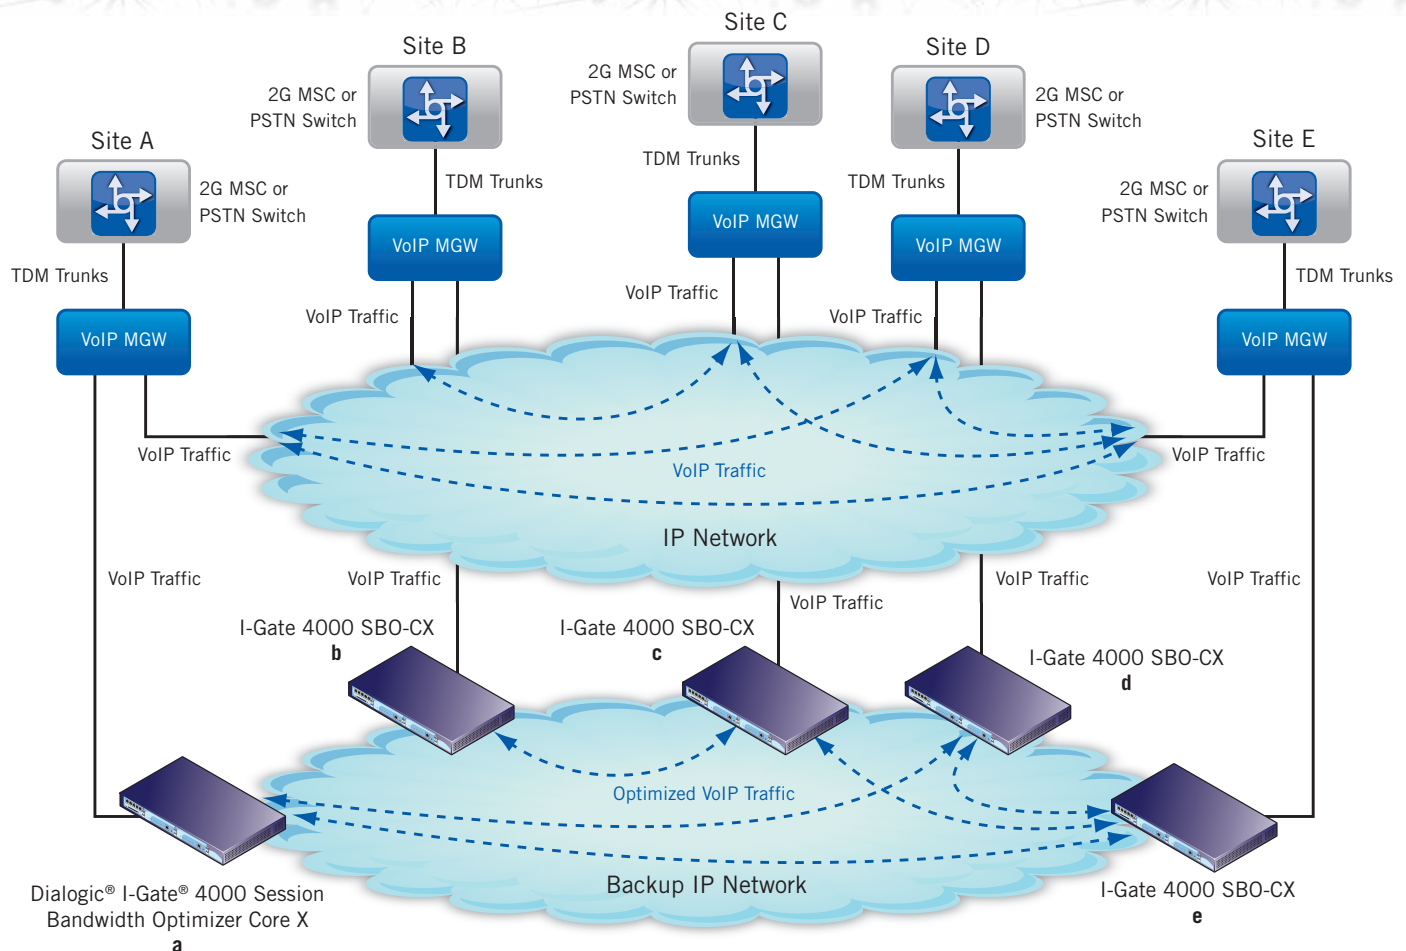 Site C
Site B
Site D
2G MSC or
PSTN Switch
2G MSC or
PSTN Switch
2G MSC or
PSTN Switch
Site A
Site E
TDM Trunks
TDM Trunks
TDM Trunks
2G MSC or
PSTN Switch
2G MSC or
PSTN Switch
VoIP MGW
VoIP MGW
VoIP MGW
TDM Trunks
TDM Trunks
VoIP Traffic
VoIP Traffic
VoIP Traffic
VoIP MGW
VoIP MGW
VoIP Traffic
VoIP Traffic
VoIP Traffic
IP Network
VoIP Traffic
VoIP Traffic
VoIP Traffic
VoIP Traffic
VoIP Traffic
I-Gate 4000 SBO-CX
b
I-Gate 4000 SBO-CX
c
I-Gate 4000 SBO-CX
d
Optimized VoIP Traffic
Backup IP Network
Dialogic® I-Gate® 4000 Session
Bandwidth Optimizer Core X
a
I-Gate 4000 SBO-CX
e